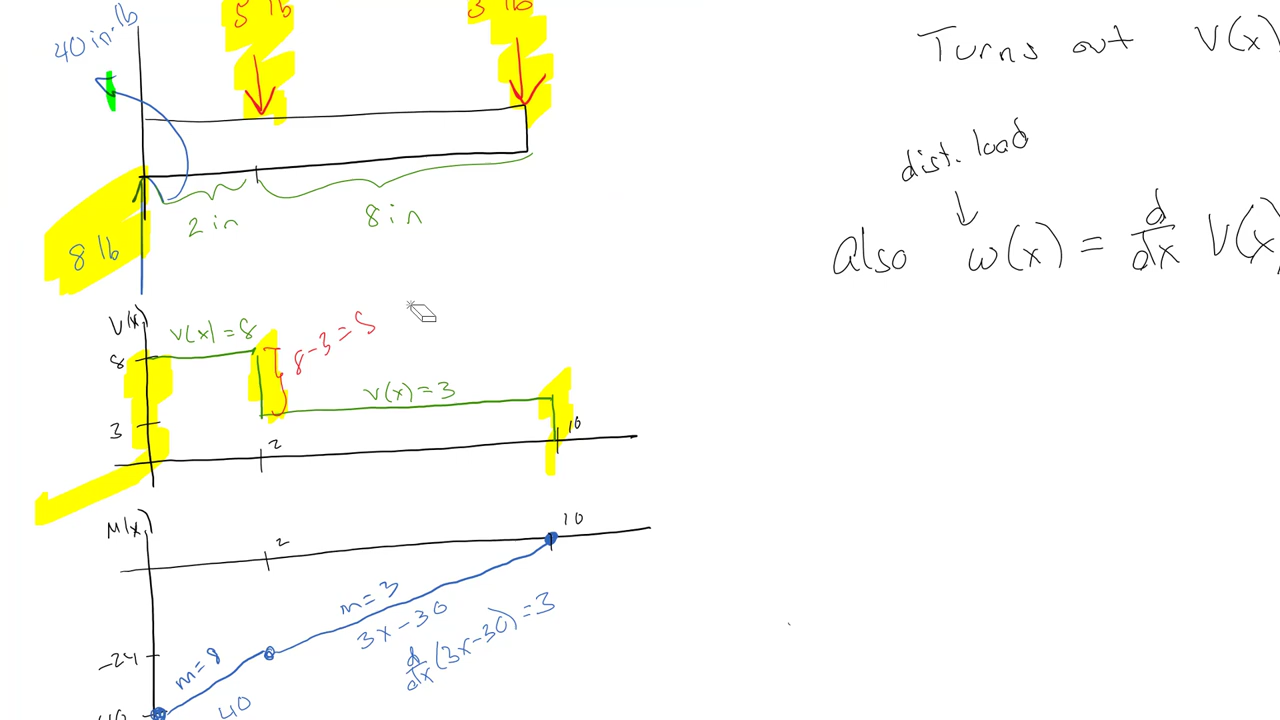 5 lb
3 lb
40 in·lb
2 in
8 in
8 lb
Turns out V(x)
dist. load
also ω(x) = d/dx V(x)
V(x)
V(x) = 8
8-3=5
8
V(x) = 3
3
2
10
M(x)
2
10
m=3
3x-30
d/dx (3x-30) = 3
-24
m=8
40